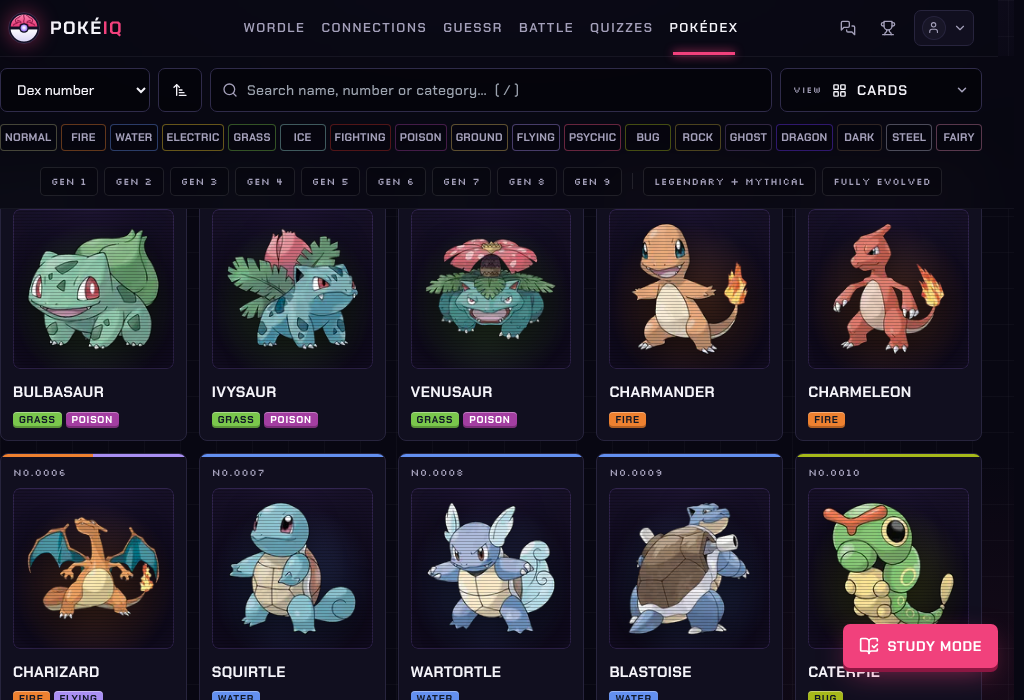 POKÉIQ
WORDLE CONNECTIONS GUESSR BATTLE QUIZZES POKÉDEX
Dex number
Search name, number or category... ( / )
VIEW CARDS
NORMAL FIRE WATER ELECTRIC GRASS ICE FIGHTING POISON GROUND FLYING PSYCHIC BUG ROCK GHOST DRAGON DARK STEEL FAIRY
GEN 1 GEN 2 GEN 3 GEN 4 GEN 5 GEN 6 GEN 7 GEN 8 GEN 9 LEGENDARY + MYTHICAL FULLY EVOLVED
BULBASAUR IVYSAUR VENUSAUR CHARMANDER CHARMELEON
GRASS POISON GRASS POISON GRASS POISON FIRE FIRE
NO.0006 NO.0007 NO.0008 NO.0009 NO.0010
STUDY MODE
CHARIZARD SQUIRTLE WARTORTLE BLASTOISE CATERPIE
FIRE FLYING WATER WATER WATER BUG